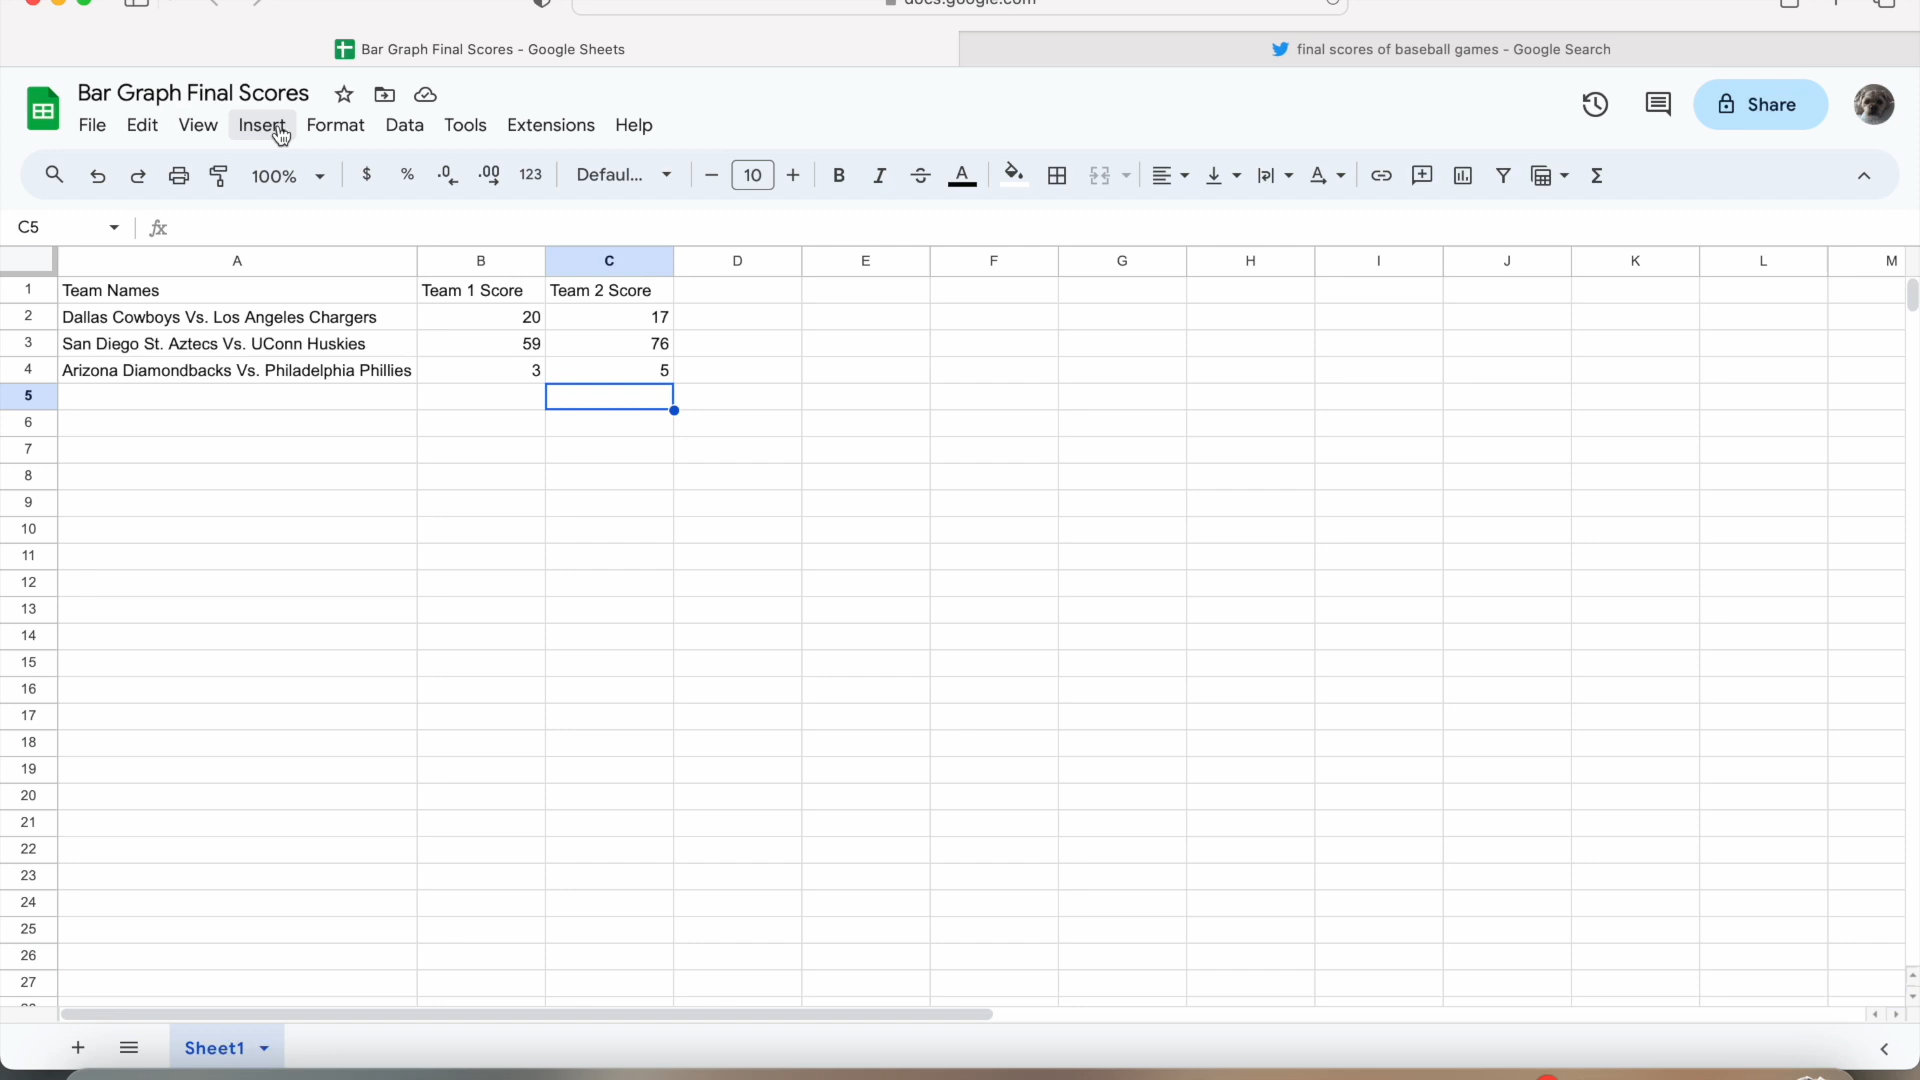 docs.google.com
Bar Graph Final Scores - Google Sheets
final scores of baseball games - Google Search
Bar Graph Final Scores
Share
File Edit View Insert Format Data Tools Extensions Help
100% $ % .0 .00 123 Defaul... 10 B I S A Σ
C5 fx
A B C D E F G H I J K L M
1 Team Names Team 1 Score Team 2 Score
2 Dallas Cowboys Vs. Los Angeles Chargers 20 17
3 San Diego St. Aztecs Vs. UConn Huskies 59 76
4 Arizona Diamondbacks Vs. Philadelphia Phillies 3 5
5
6
7
8
9
10
11
12
13
14
15
16
17
18
19
20
21
22
23
24
25
26
27
Sheet1